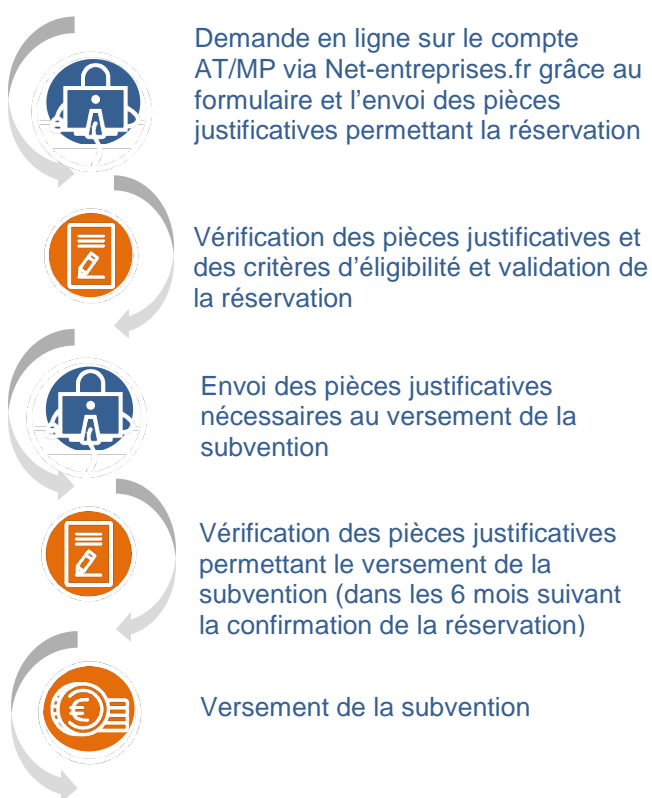 Demande en ligne sur le compte
AT/MP via Net-entreprises.fr grâce au
formulaire et l’envoi des pièces
justificatives permettant la réservation
Vérification des pièces justificatives et
des critères d’éligibilité et validation de
la réservation
Envoi des pièces justificatives
nécessaires au versement de la
subvention
Vérification des pièces justificatives
permettant le versement de la
subvention (dans les 6 mois suivant
la confirmation de la réservation)
€
Versement de la subvention